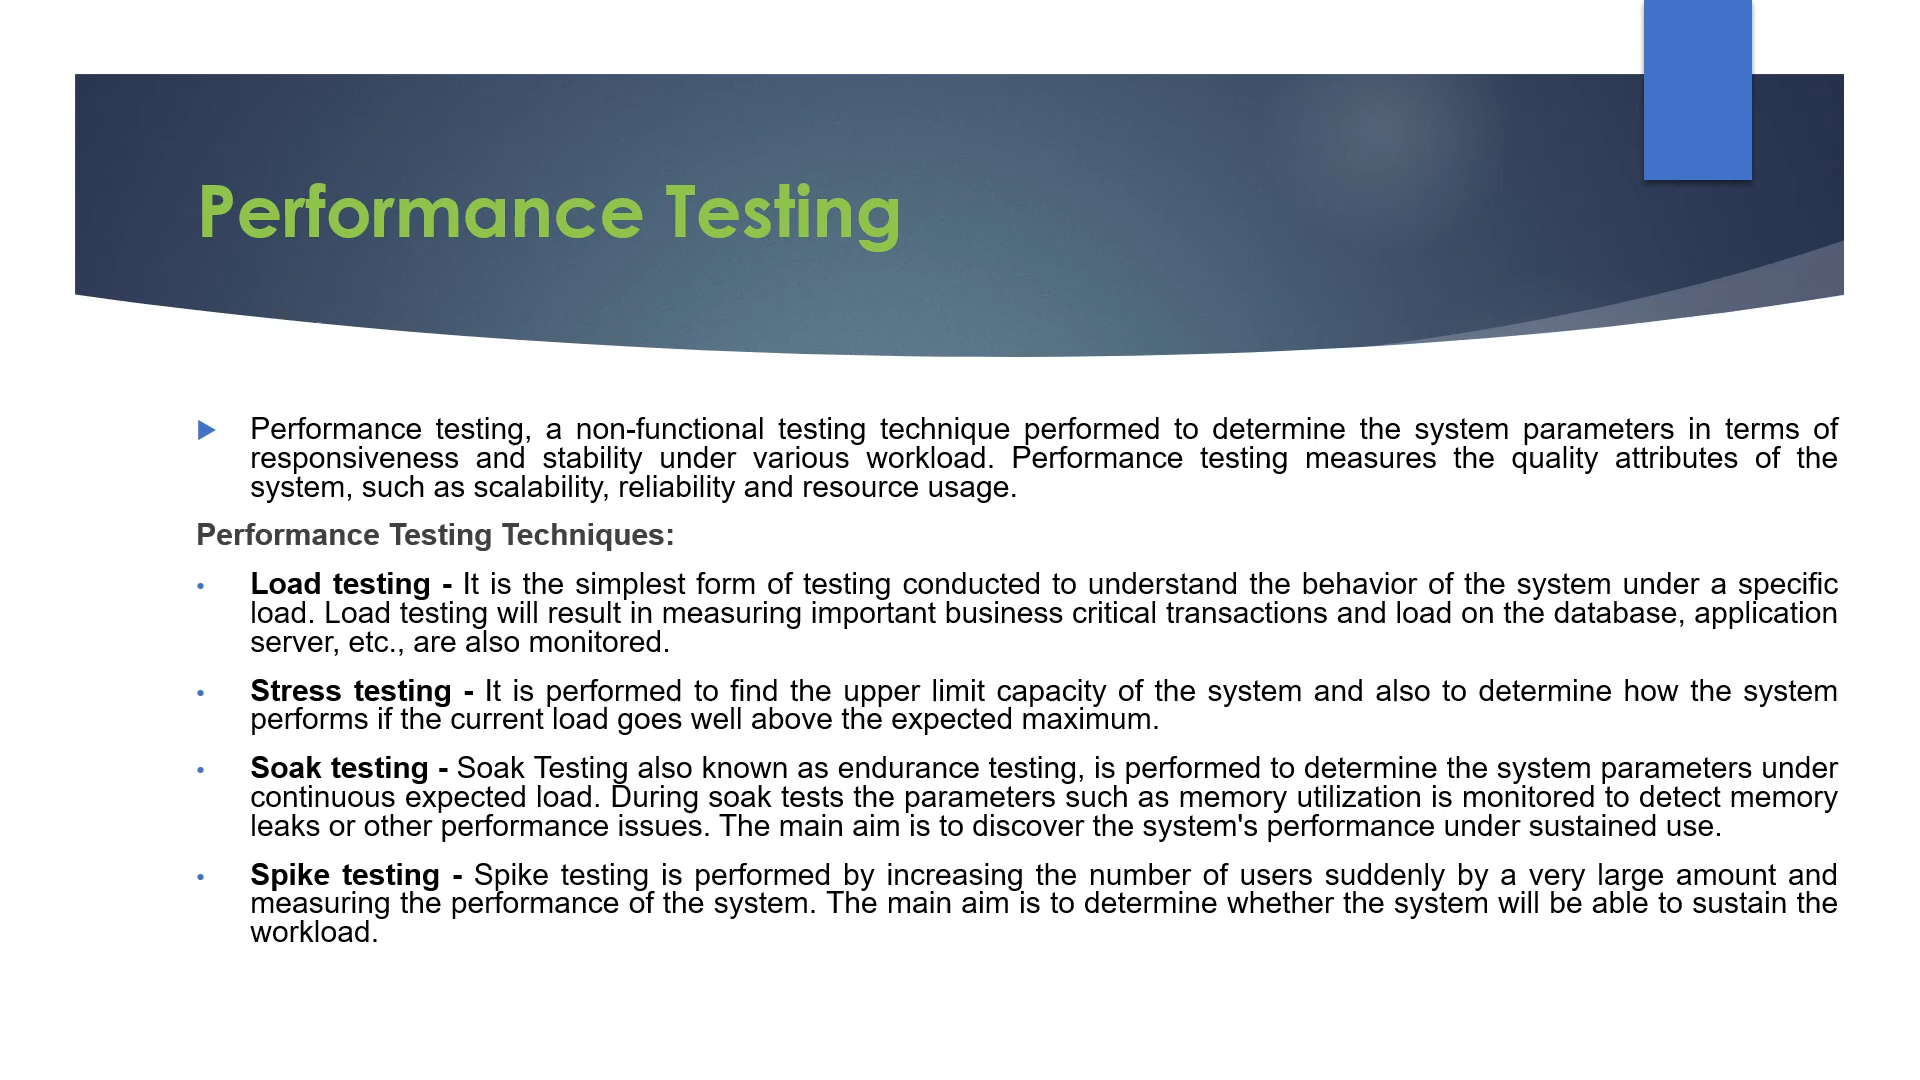 Performance Testing
Performance testing, a non-functional testing technique performed to determine the system parameters in terms of
responsiveness and stability under various workload. Performance testing measures the quality attributes of the
system, such as scalability, reliability and resource usage.
Performance Testing Techniques:
• Load testing - It is the simplest form of testing conducted to understand the behavior of the system under a specific
load. Load testing will result in measuring important business critical transactions and load on the database, application
server, etc., are also monitored.
• Stress testing - It is performed to find the upper limit capacity of the system and also to determine how the system
performs if the current load goes well above the expected maximum.
• Soak testing - Soak Testing also known as endurance testing, is performed to determine the system parameters under
continuous expected load. During soak tests the parameters such as memory utilization is monitored to detect memory
leaks or other performance issues. The main aim is to discover the system's performance under sustained use.
• Spike testing - Spike testing is performed by increasing the number of users suddenly by a very large amount and
measuring the performance of the system. The main aim is to determine whether the system will be able to sustain the
workload.